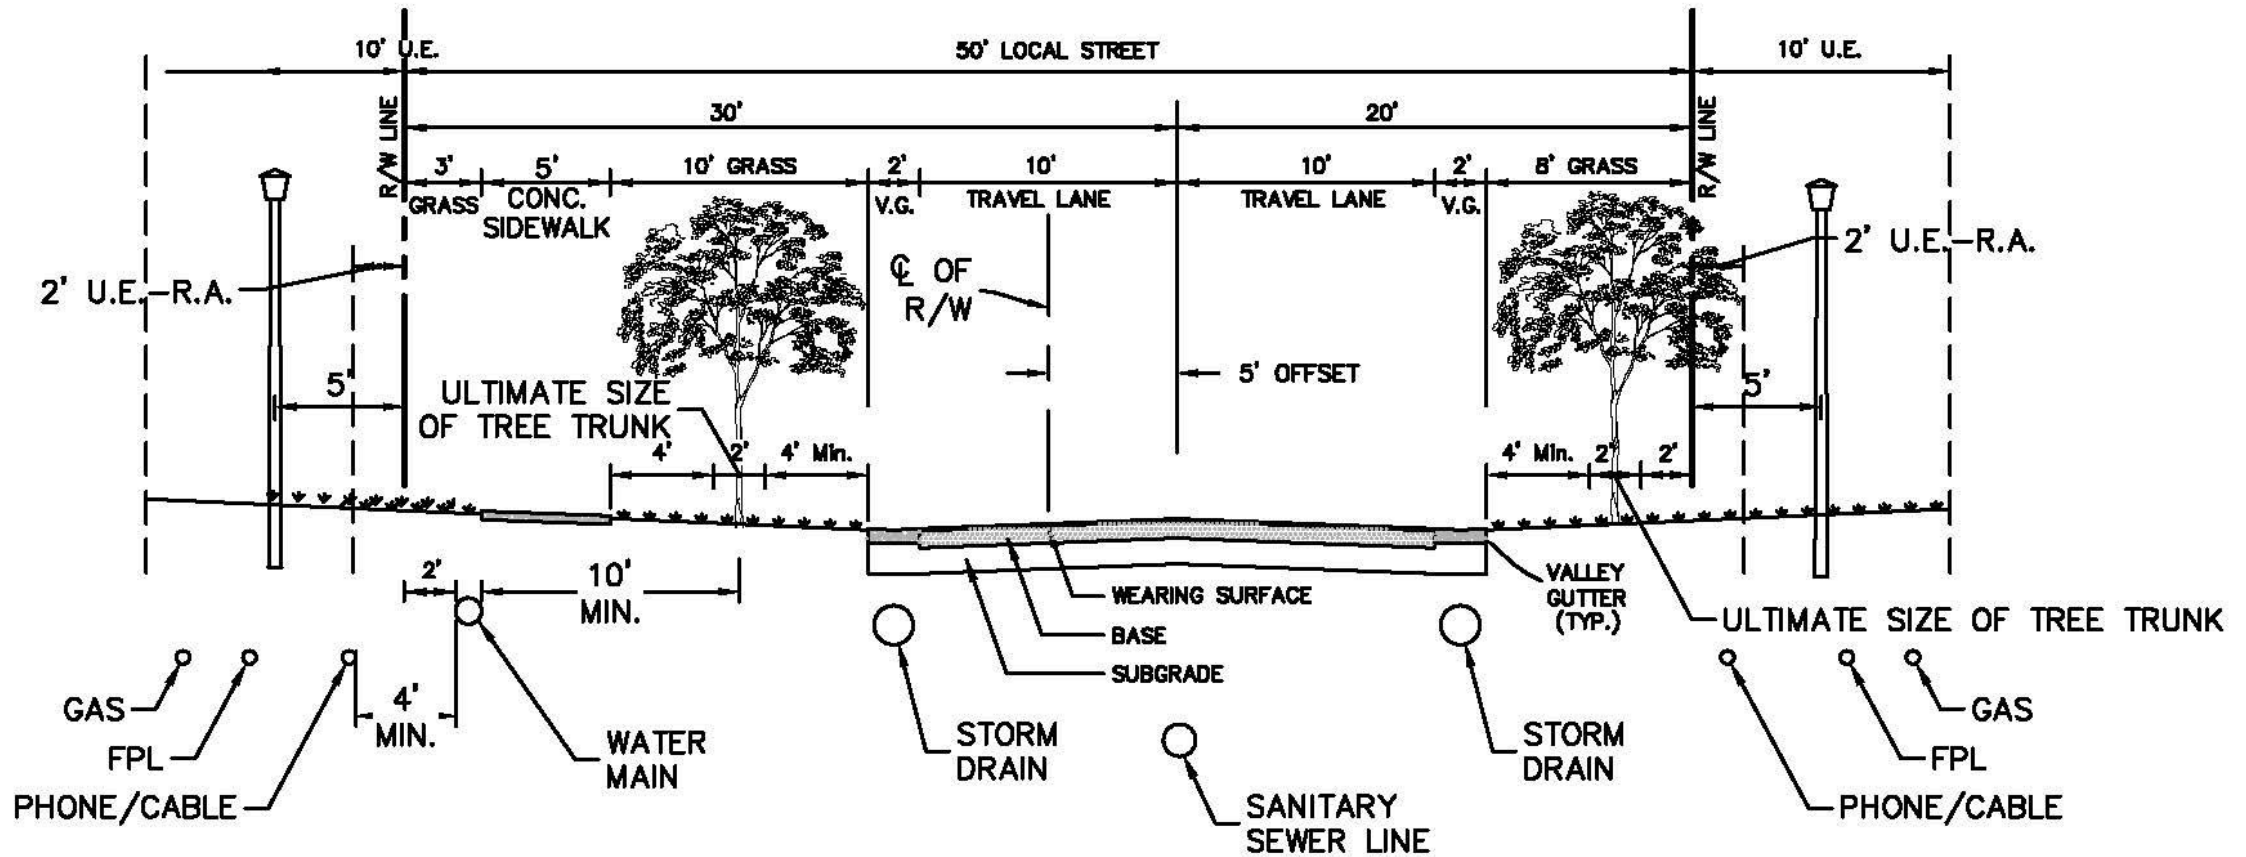 10' U.E.
50' LOCAL STREET
10' U.E.
30'
20'
R/W LINE
R/W LINE
3'
5'
10' GRASS
2'
10'
10'
2'
8' GRASS
GRASS
CONC.
SIDEWALK
V.G.
TRAVEL LANE
TRAVEL LANE
V.G.
2' U.E.-R.A.
℄ OF
R/W
2' U.E.-R.A.
5'
5' OFFSET
5'
ULTIMATE SIZE
OF TREE TRUNK
4'
2'
4' Min.
4' Min.
2'
2'
2'
10'
MIN.
VALLEY
GUTTER
(TYP.)
WEARING SURFACE
BASE
SUBGRADE
ULTIMATE SIZE OF TREE TRUNK
GAS
FPL
PHONE/CABLE
4'
MIN.
WATER
MAIN
STORM
DRAIN
SANITARY
SEWER LINE
STORM
DRAIN
GAS
FPL
PHONE/CABLE